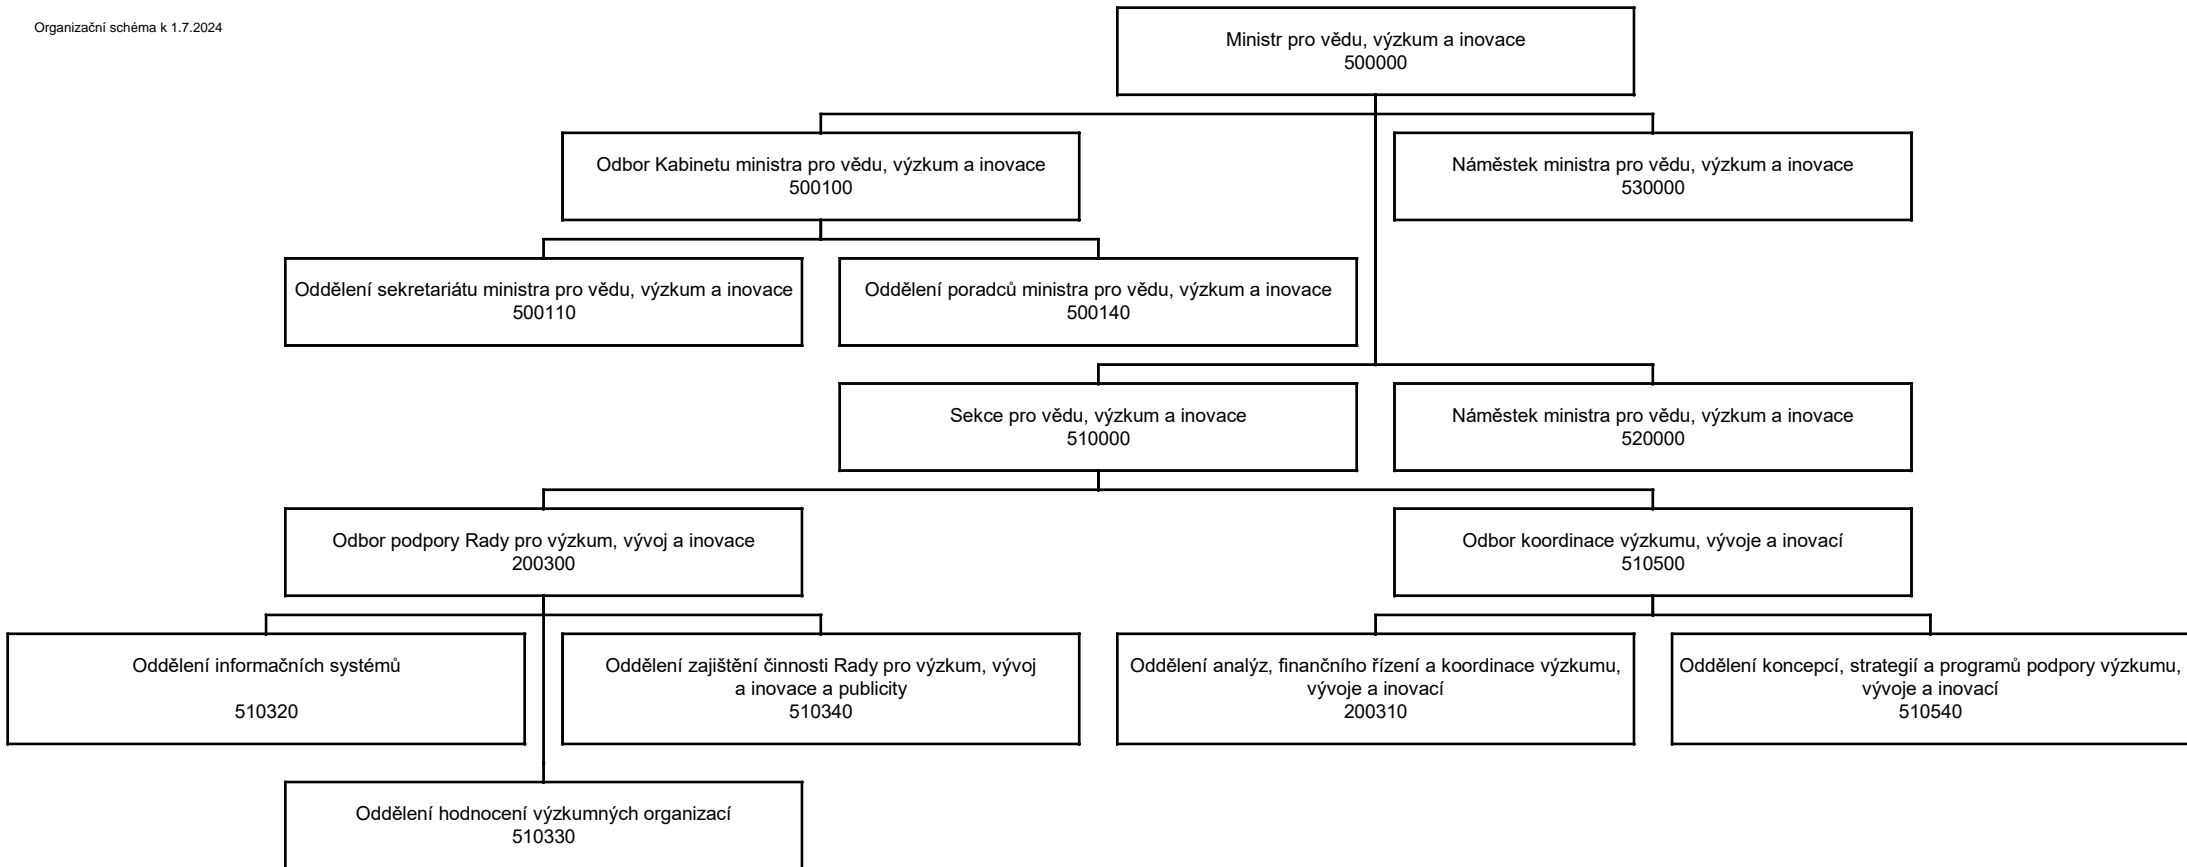 Organizační schéma k 1.7.2024
Ministr pro vědu, výzkum a inovace
500000
Odbor Kabinetu ministra pro vědu, výzkum a inovace
500100
Náměstek ministra pro vědu, výzkum a inovace
530000
Oddělení sekretariátu ministra pro vědu, výzkum a inovace
500110
Oddělení poradců ministra pro vědu, výzkum a inovace
500140
Sekce pro vědu, výzkum a inovace
510000
Náměstek ministra pro vědu, výzkum a inovace
520000
Odbor podpory Rady pro výzkum, vývoj a inovace
200300
Odbor koordinace výzkumu, vývoje a inovací
510500
Oddělení informačních systémů
510320
Oddělení zajištění činnosti Rady pro výzkum, vývoj
a inovace a publicity
510340
Oddělení analýz, finančního řízení a koordinace výzkumu,
vývoje a inovací
200310
Oddělení koncepcí, strategií a programů podpory výzkumu,
vývoje a inovací
510540
Oddělení hodnocení výzkumných organizací
510330